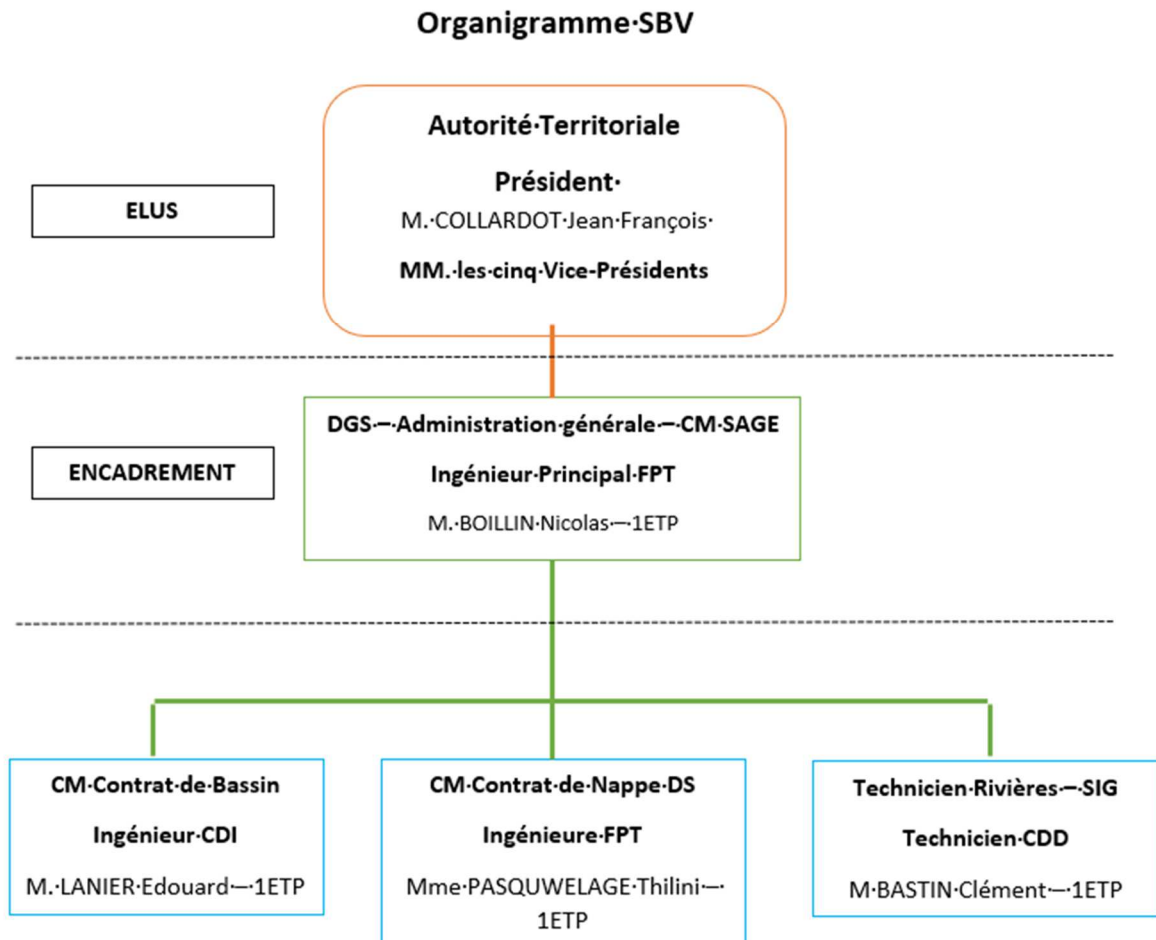 Organigramme·SBV
Autorité·Territoriale
Président·
ELUS
M.·COLLARDOT·Jean·François·
MM.·les·cinq·Vice-Présidents
DGS·–·Administration·générale·–·CM·SAGE
ENCADREMENT
Ingénieur·Principal·FPT
M.·BOILLIN·Nicolas·–·1ETP
CM·Contrat·de·Bassin
Ingénieur·CDI
M.·LANIER·Edouard·–·1ETP
CM·Contrat·de·Nappe·DS
Ingénieure·FPT
Mme·PASQUWELAGE·Thilini·–·
1ETP
Technicien·Rivières·–·SIG
Technicien·CDD
M·BASTIN·Clément·–·1ETP